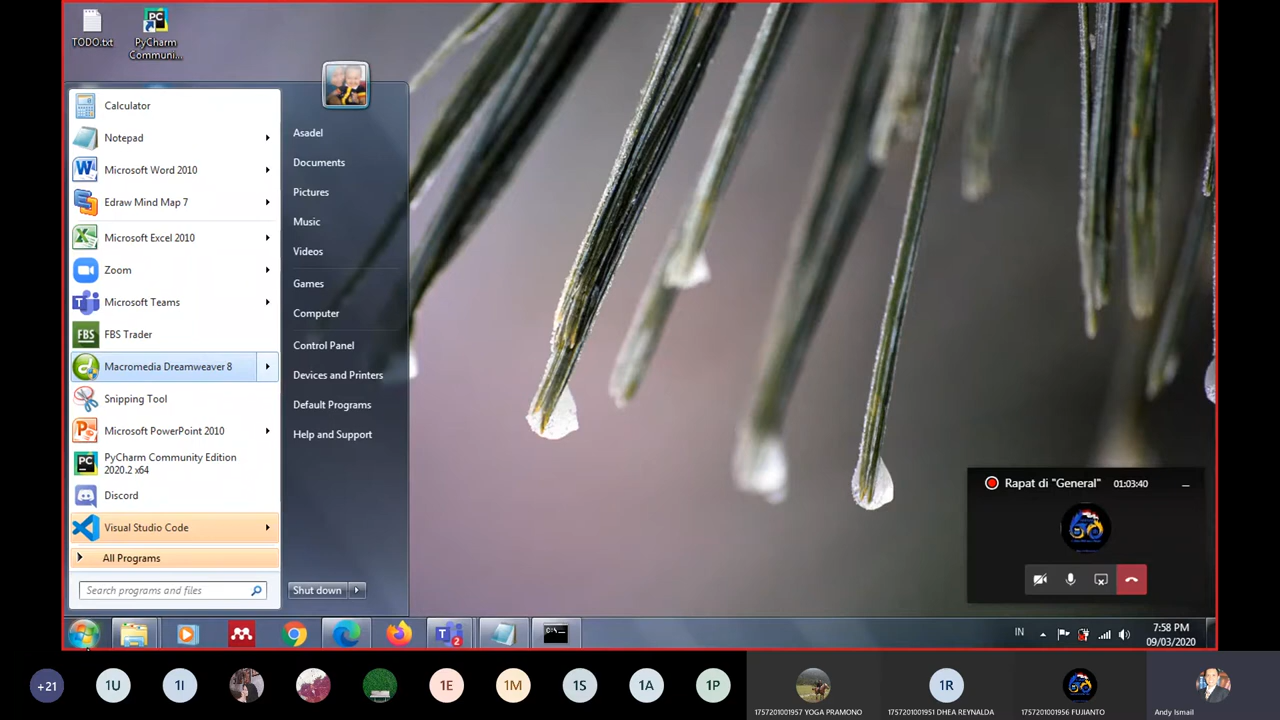 TODO.txt
PyCharm
Communi...
PC
Calculator
Notepad
Microsoft Word 2010
Edraw Mind Map 7
Microsoft Excel 2010
Zoom
Microsoft Teams
FBS
FBS Trader
Macromedia Dreamweaver 8
Snipping Tool
Microsoft PowerPoint 2010
PC
PyCharm Community Edition
2020.2 x64
Discord
Visual Studio Code
All Programs
Search programs and files
Asadel
Documents
Pictures
Music
Videos
Games
Computer
Control Panel
Devices and Printers
Default Programs
Help and Support
Shut down
Rapat di "General"
01:03:40
2
IN
7:58 PM
09/03/2020
+21
1U
1I
1E
1M
1S
1A
1P
1757201001957 YOGA PRAMONO
1R
1757201001951 DHEA REYNALDA
1757201001956 FUJIANTO
Andy Ismail